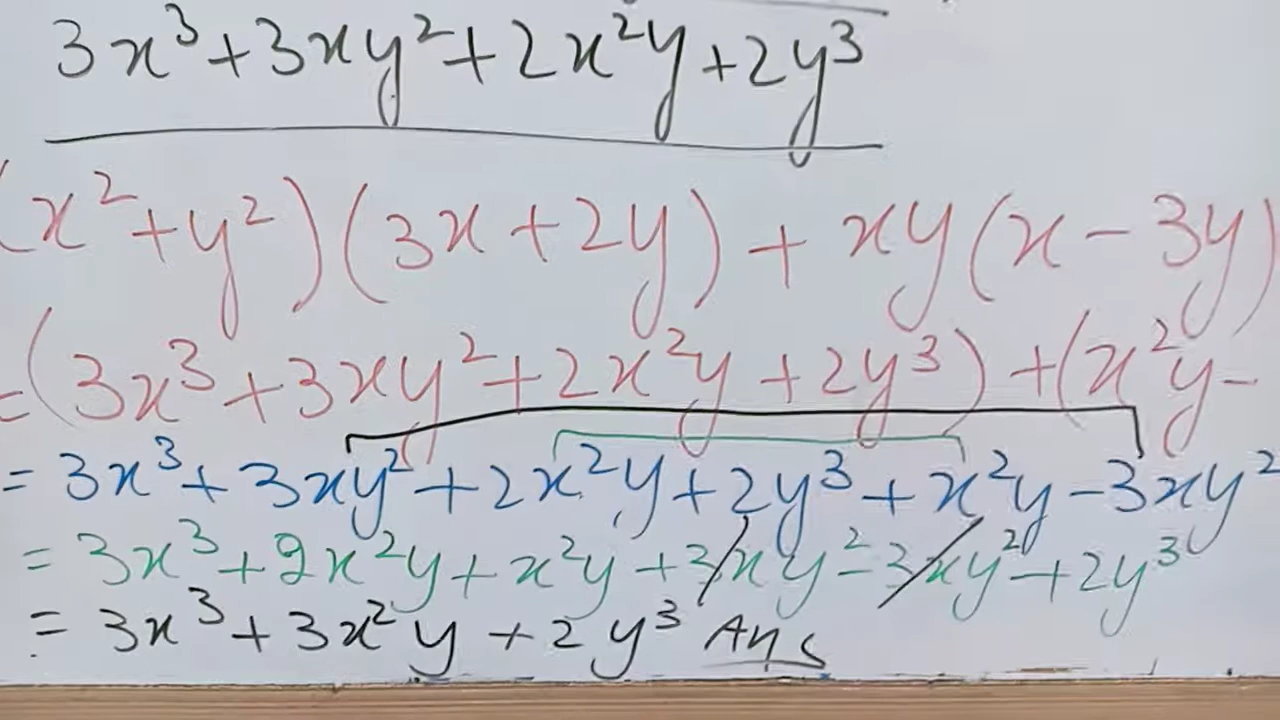 3x³+3xy²+2x²y+2y³
(x²+y²)(3x+2y)+xy(x-3y)
=(3x³+3xy²+2x²y+2y³)+(x²y-
=3x³+3xy²+2x²y+2y³+x²y-3xy²
=3x³+2x²y+x²y+3xy²-3xy²+2y³
=3x³+3x²y+2y³ Ans